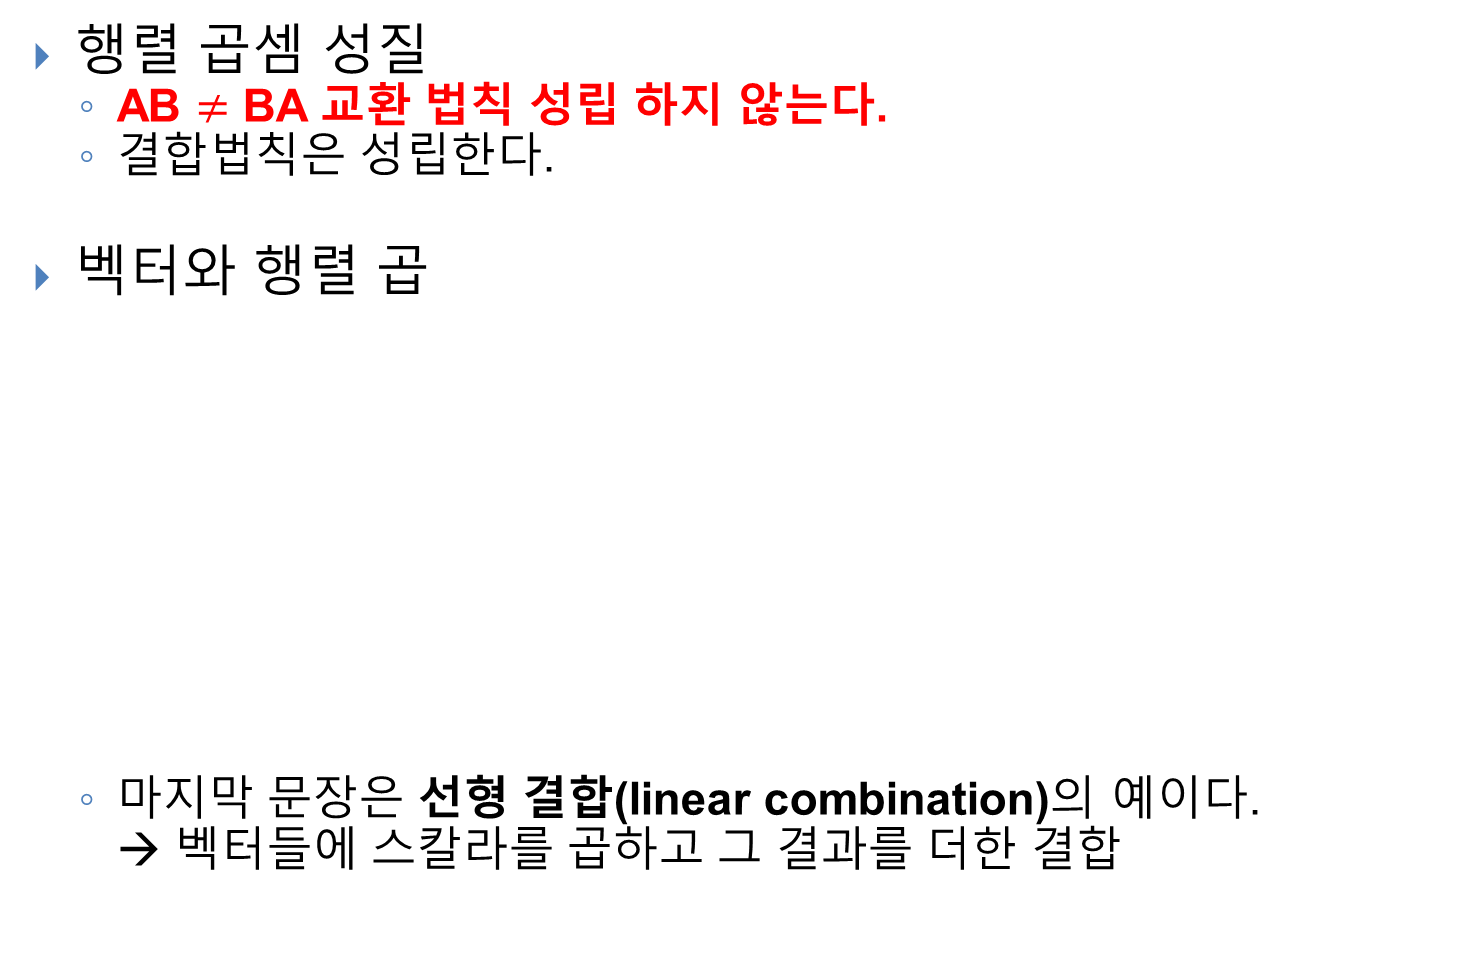 행렬 곱셈 성질
AB ≠ BA 교환 법칙 성립 하지 않는다.
결합법칙은 성립한다.
벡터와 행렬 곱
마지막 문장은 선형 결합(linear combination)의 예이다.
→ 벡터들에 스칼라를 곱하고 그 결과를 더한 결합